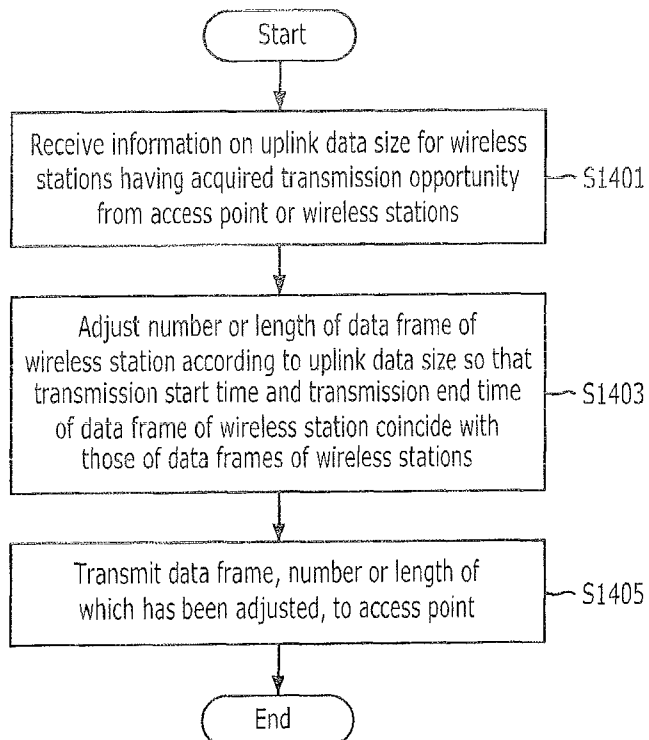 Start
Receive information on uplink data size for wireless
stations having acquired transmission opportunity
from access point or wireless stations
S1401
Adjust number or length of data frame of
wireless station according to uplink data size so that
transmission start time and transmission end time
of data frame of wireless station coincide with
those of data frames of wireless stations
S1403
Transmit data frame, number or length of
which has been adjusted, to access point
S1405
End